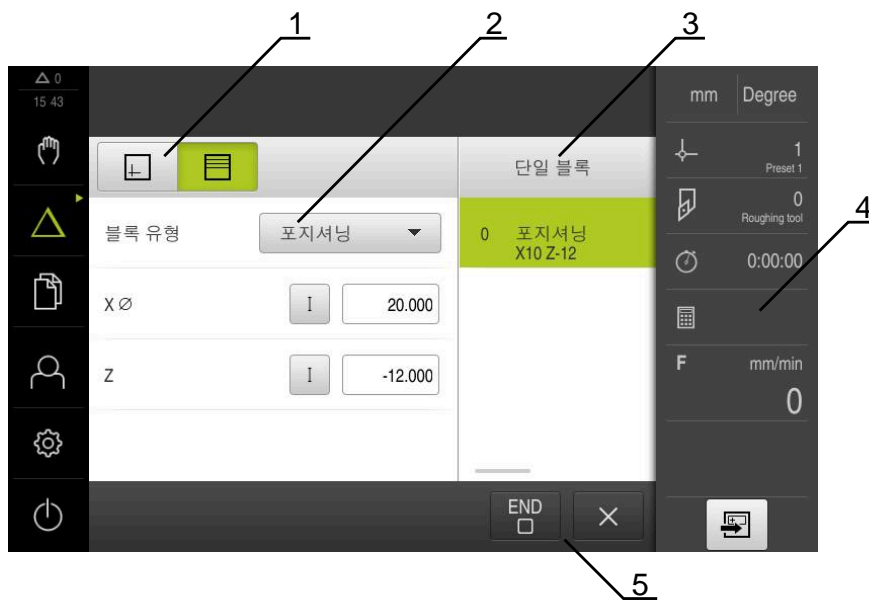 1 2 3
0
15 43
mm Degree
1
Preset 1
단일 블록
0
Roughing tool
4
블록 유형 포지셔닝
0 포지셔닝
X10 Z-12
0:00:00
X ∅ I 20.000
F mm/min
0
Z I -12.000
END
5